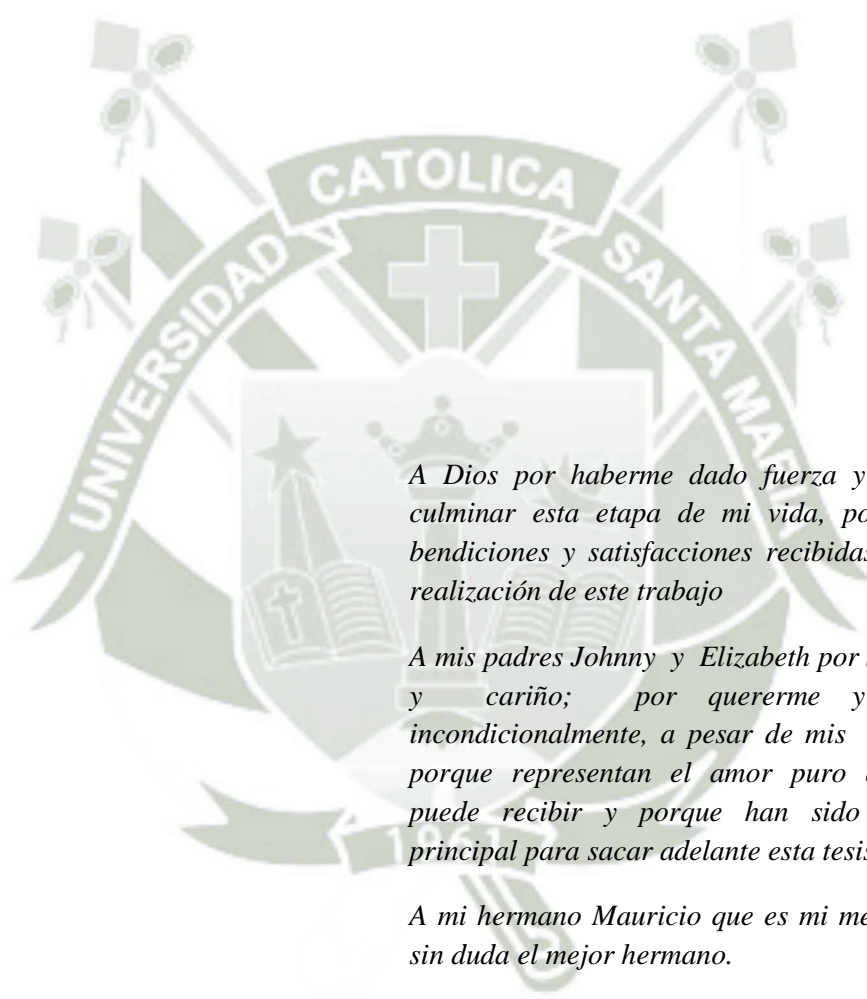 CATOLICA
UNIVERSIDAD
SANTA MARIA
A Dios por haberme dado fuerza y
culminar esta etapa de mi vida, po
bendiciones y satisfacciones recibidas
realización de este trabajo
A mis padres Johnny y Elizabeth por
y cariño; por quererme y
incondicionalmente, a pesar de mis
porque representan el amor puro
puede recibir y porque han sido
principal para sacar adelante esta tesis
A mi hermano Mauricio que es mi me
sin duda el mejor hermano.
1961